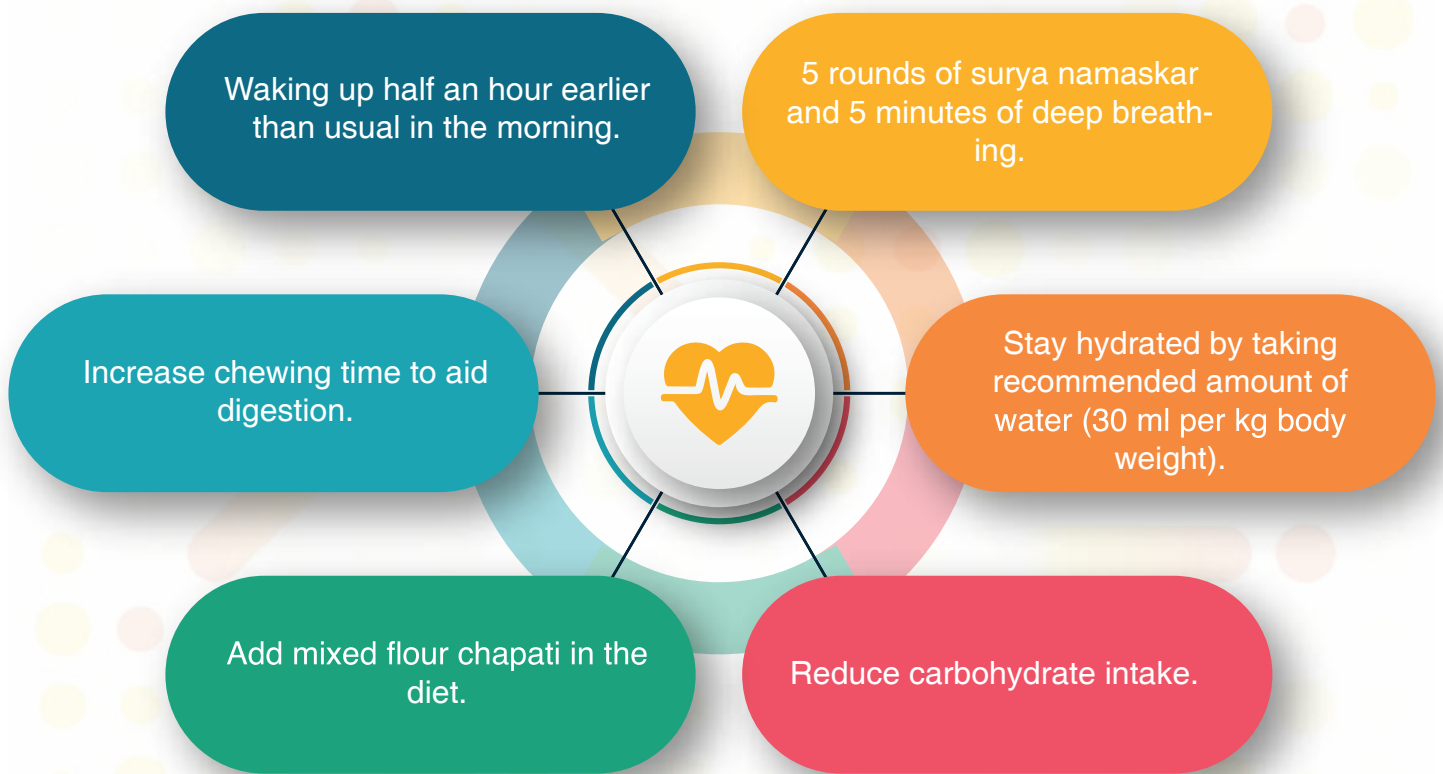 Waking up half an hour earlier
than usual in the morning.
5 rounds of surya namaskar
and 5 minutes of deep breath-
ing.
Increase chewing time to aid
digestion.
Stay hydrated by taking
recommended amount of
water (30 ml per kg body
weight).
Add mixed flour chapati in the
diet.
Reduce carbohydrate intake.